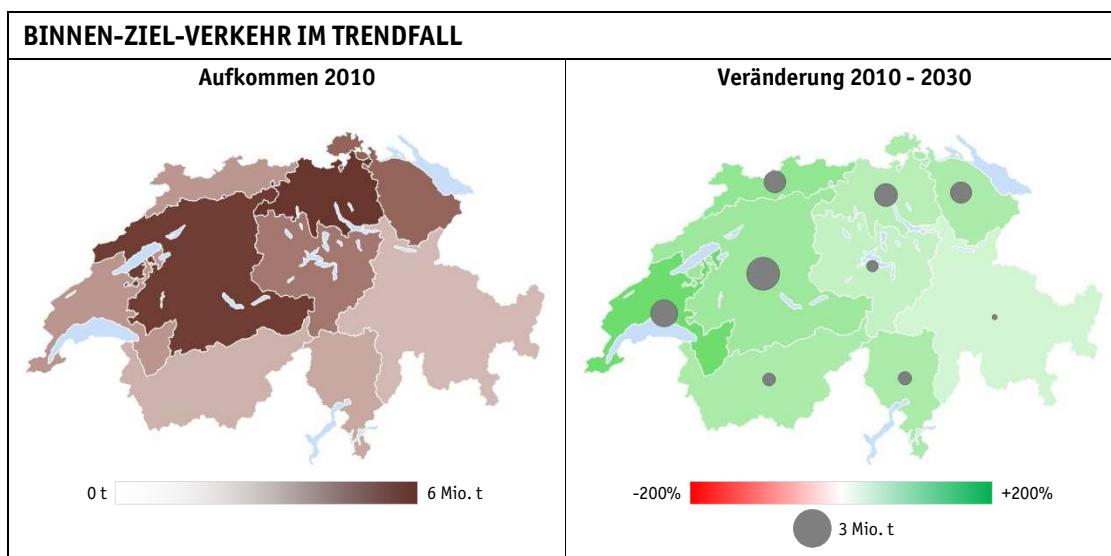 BINNEN-ZIEL-VERKEHR IM TRENDFALL
Aufkommen 2010
0 t
6 Mio. t
Veränderung 2010 - 2030
-200%
+200%
3 Mio. t